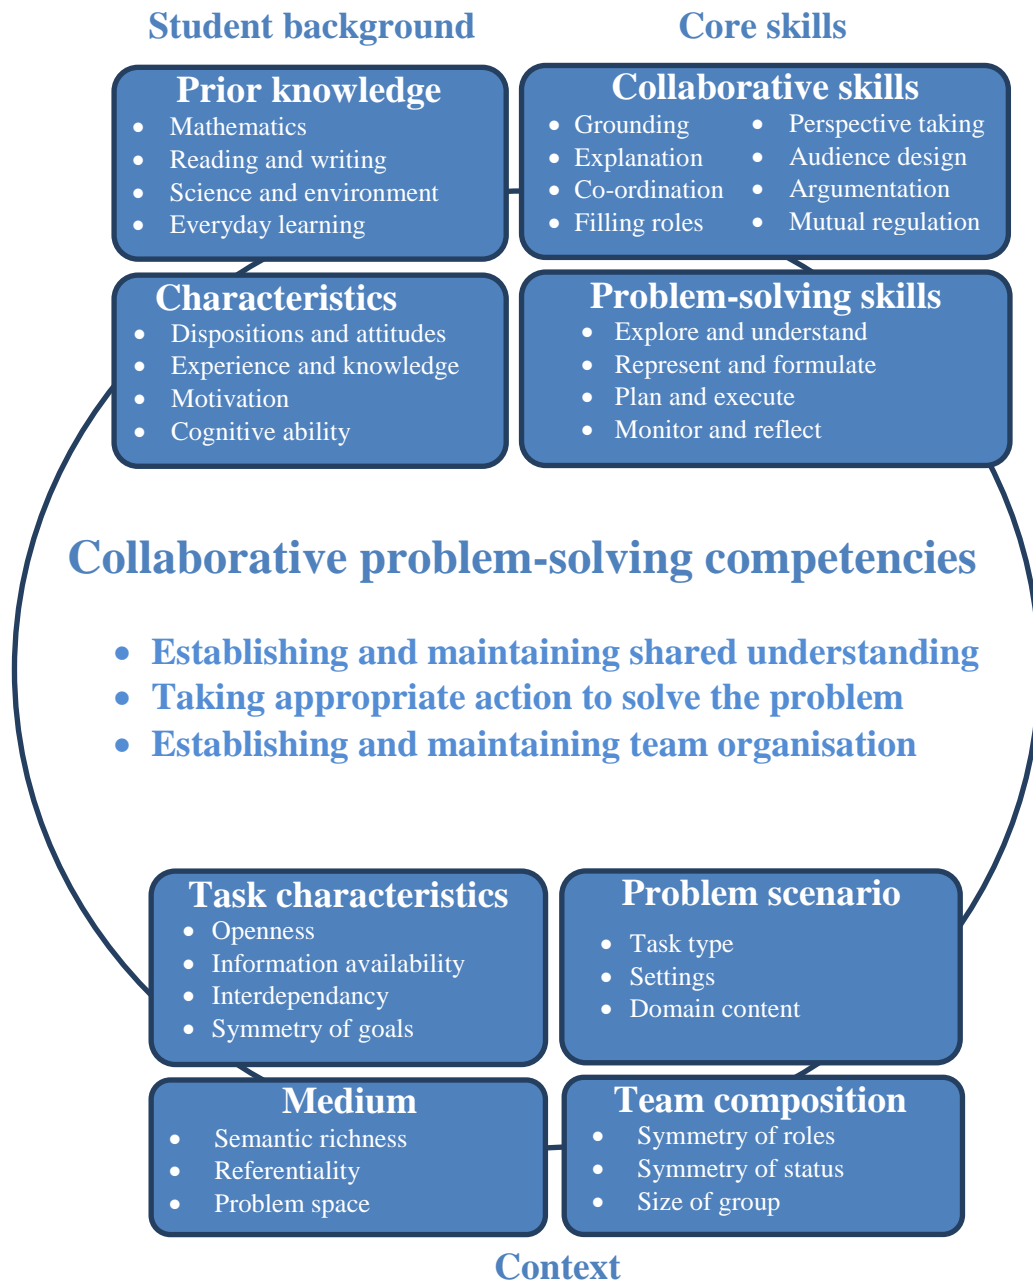 Student background
Core skills
Prior knowledge
• Mathematics
• Reading and writing
• Science and environment
• Everyday learning
Collaborative skills
• Grounding
• Explanation
• Co-ordination
• Filling roles
• Perspective taking
• Audience design
• Argumentation
• Mutual regulation
Characteristics
• Dispositions and attitudes
• Experience and knowledge
• Motivation
• Cognitive ability
Problem-solving skills
• Explore and understand
• Represent and formulate
• Plan and execute
• Monitor and reflect
Collaborative problem-solving competencies
• Establishing and maintaining shared understanding
• Taking appropriate action to solve the problem
• Establishing and maintaining team organisation
Task characteristics
• Openness
• Information availability
• Interdependancy
• Symmetry of goals
Problem scenario
• Task type
• Settings
• Domain content
Medium
• Semantic richness
• Referentiality
• Problem space
Team composition
• Symmetry of roles
• Symmetry of status
• Size of group
Context